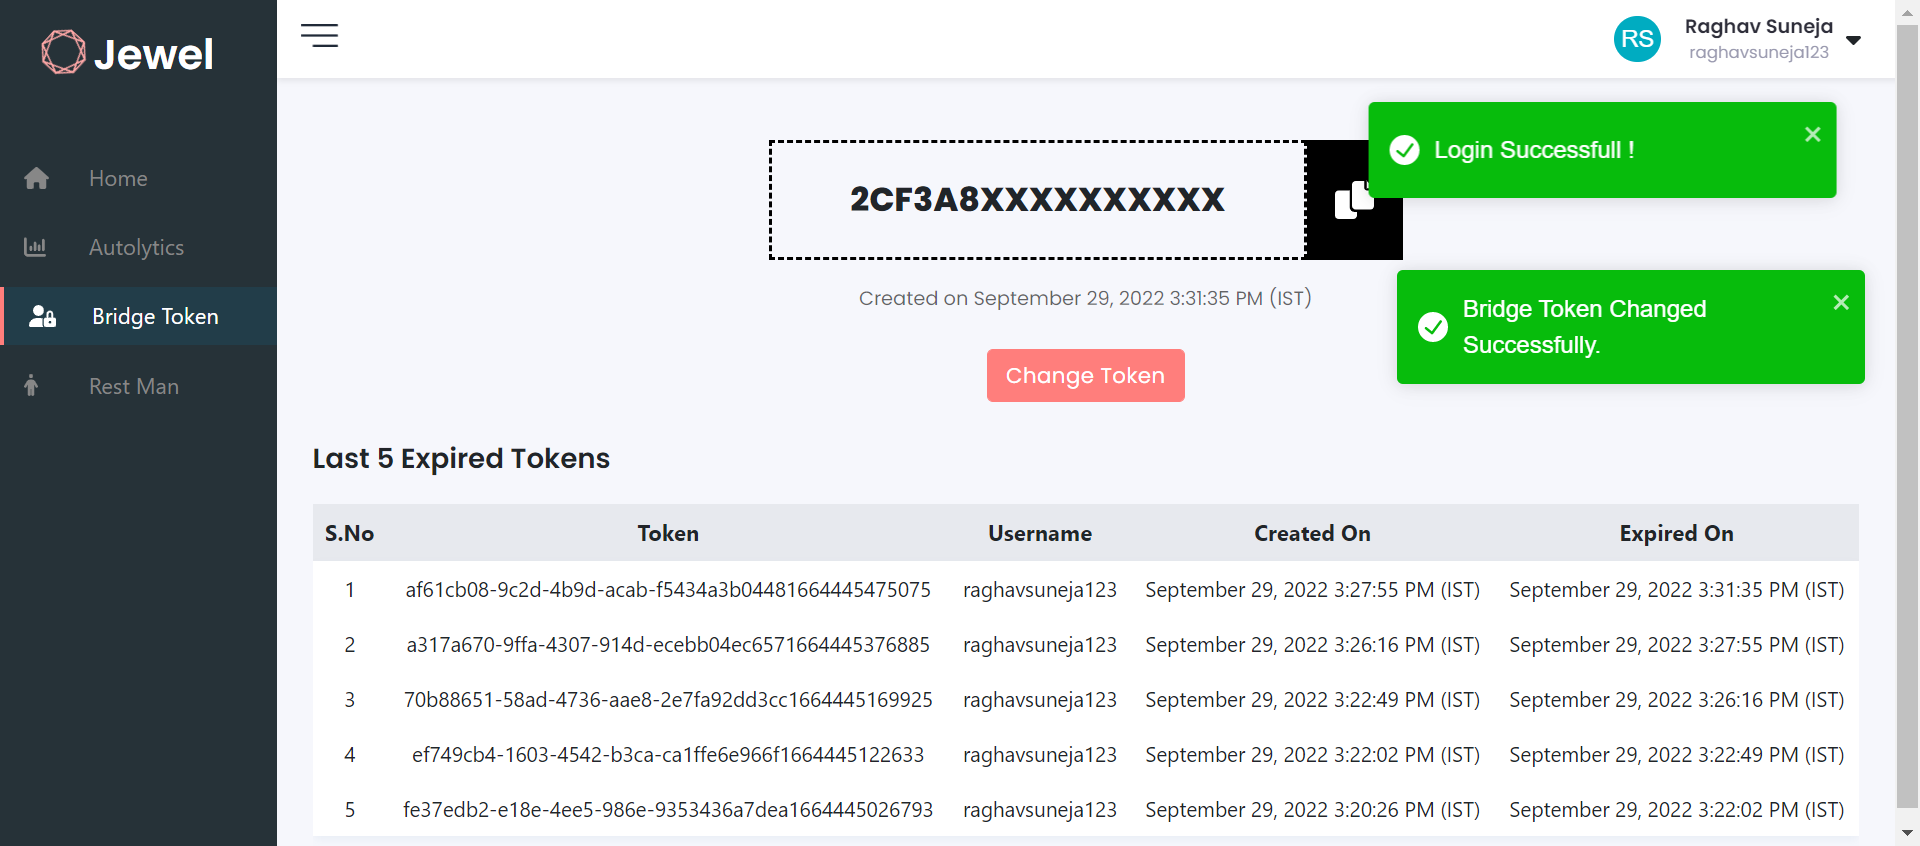 Jewel
RS
Raghav Suneja
raghavsuneja123
Home
Autolytics
Bridge Token
Rest Man
Login Successfull !
2CF3A8XXXXXXXXXX
Created on September 29, 2022 3:31:35 PM (IST)
Bridge Token Changed
Successfully.
Change Token
Last 5 Expired Tokens
S.No Token Username Created On Expired On
1 af61cb08-9c2d-4b9d-acab-f5434a3b04481664445475075 raghavsuneja123 September 29, 2022 3:27:55 PM (IST) September 29, 2022 3:31:35 PM (IST)
2 a317a670-9ffa-4307-914d-ecebb04ec6571664445376885 raghavsuneja123 September 29, 2022 3:26:16 PM (IST) September 29, 2022 3:27:55 PM (IST)
3 70b88651-58ad-4736-aae8-2e7fa92dd3cc1664445169925 raghavsuneja123 September 29, 2022 3:22:49 PM (IST) September 29, 2022 3:26:16 PM (IST)
4 ef749cb4-1603-4542-b3ca-ca1ffe6e966f1664445122633 raghavsuneja123 September 29, 2022 3:22:02 PM (IST) September 29, 2022 3:22:49 PM (IST)
5 fe37edb2-e18e-4ee5-986e-9353436a7dea1664445026793 raghavsuneja123 September 29, 2022 3:20:26 PM (IST) September 29, 2022 3:22:02 PM (IST)